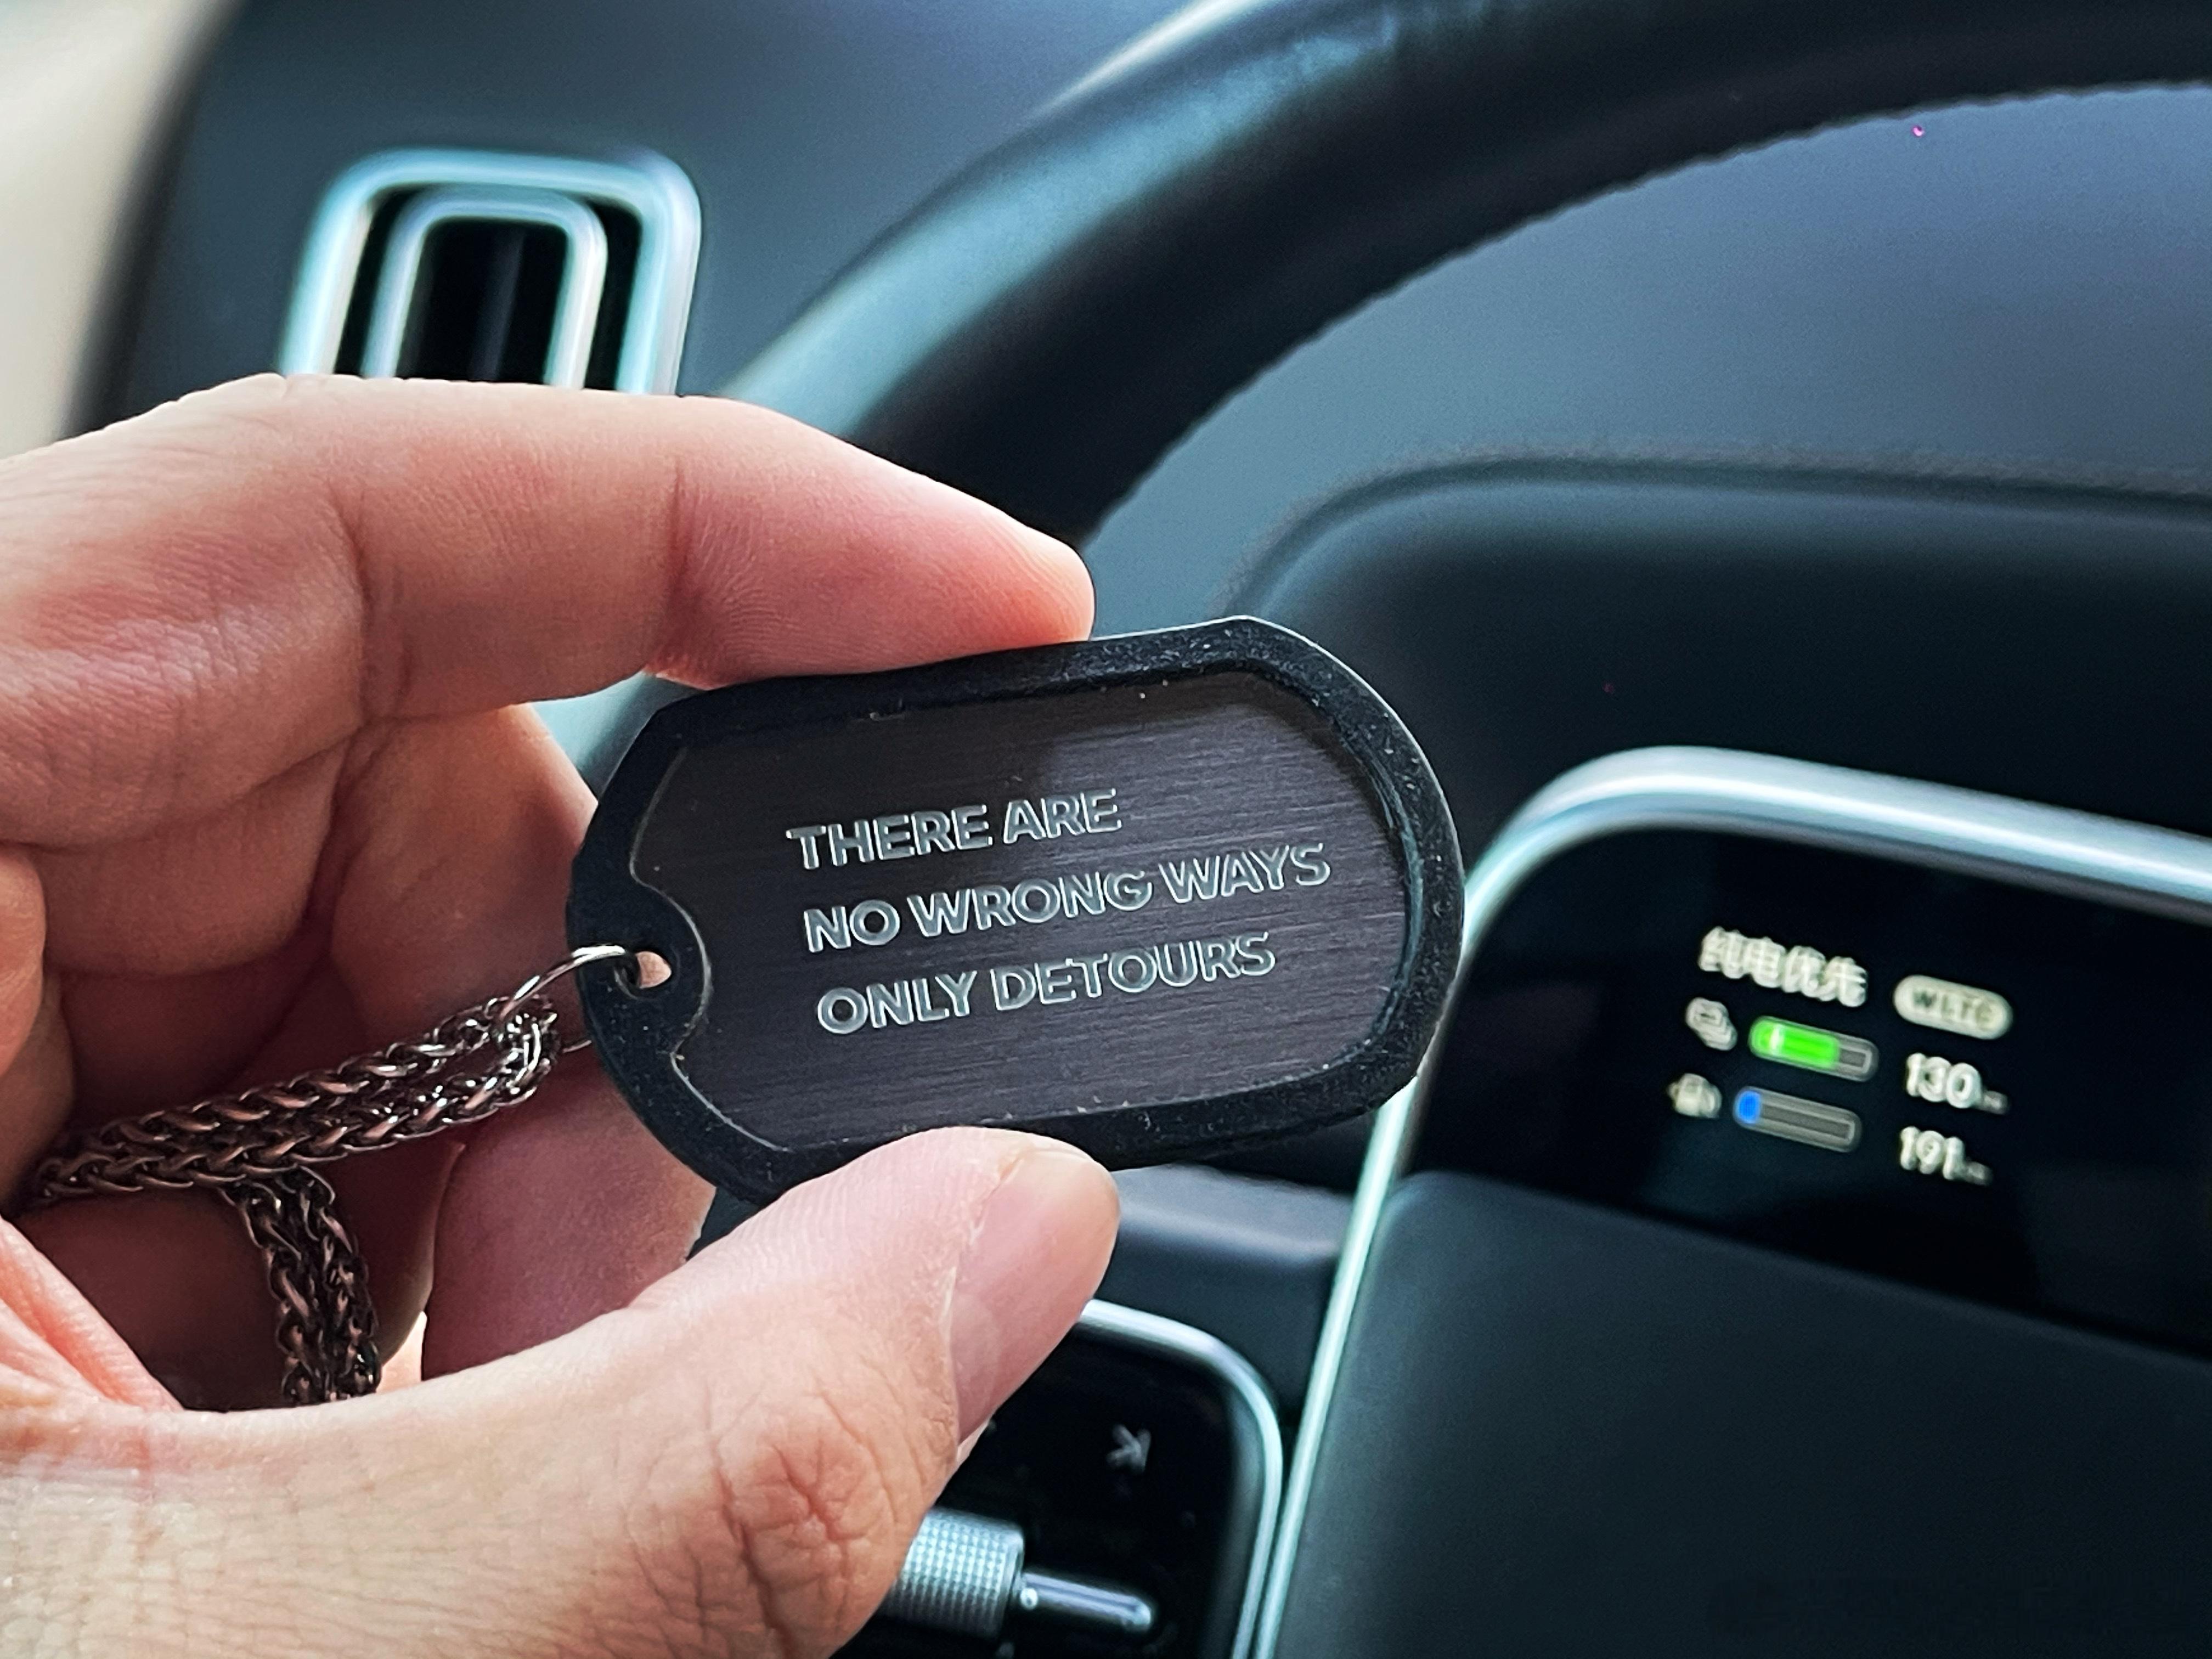 THERE ARE
NO WRONG WAYS
ONLY DETOURS
纯电优先 WLTC
130
191